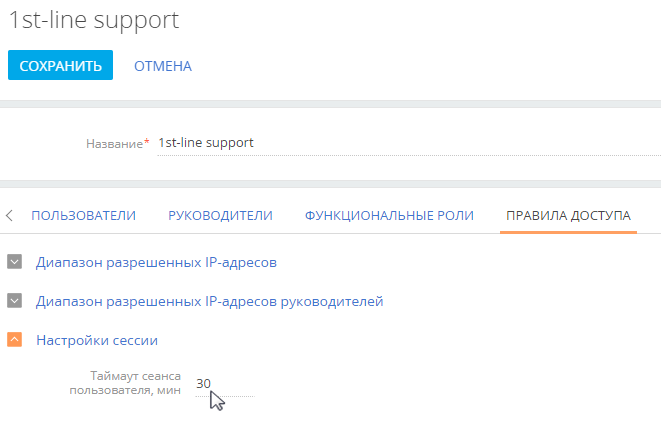 1st-line support
СОХРАНИТЬ ОТМЕНА
Название* 1st-line support
ПОЛЬЗОВАТЕЛИ РУКОВОДИТЕЛИ ФУНКЦИОНАЛЬНЫЕ РОЛИ ПРАВИЛА ДОСТУПА
Диапазон разрешенных IP-адресов
Диапазон разрешенных IP-адресов руководителей
Настройки сессии
Таймаут сеанса
пользователя, мин 30